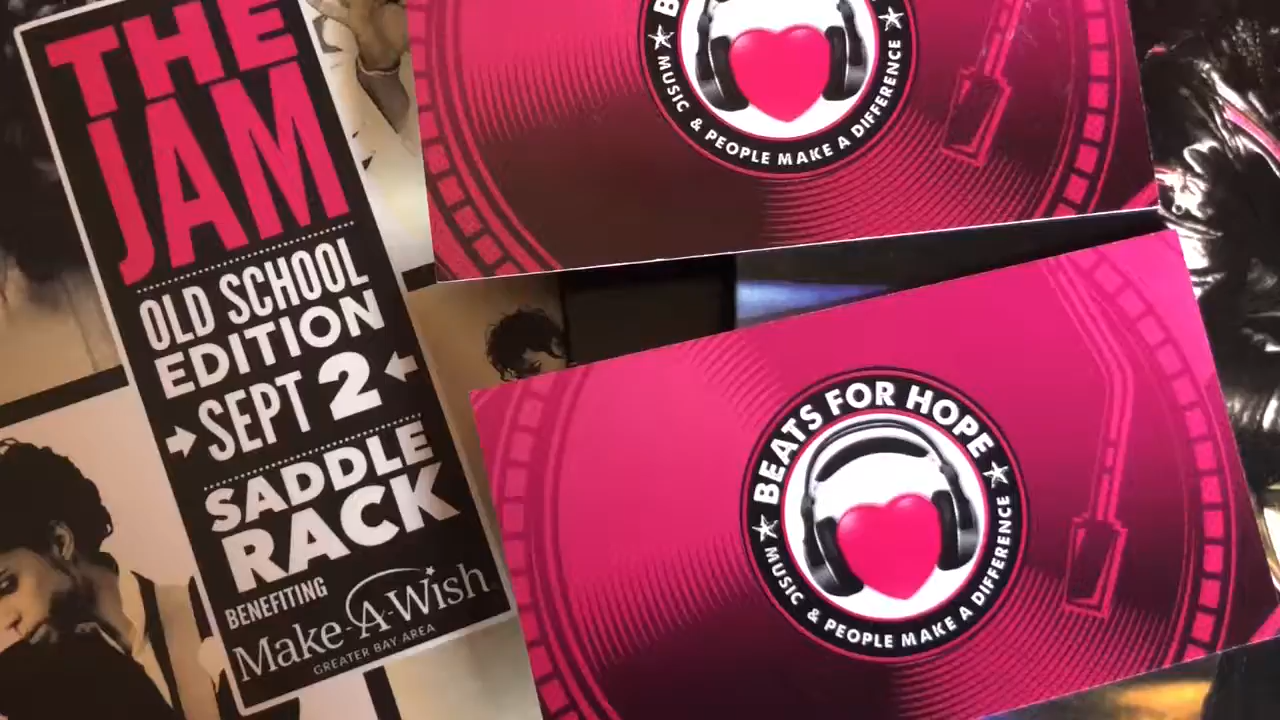 THE
JAM
OLD SCHOOL
EDITION
SEPT 2
SADDLE
RACK
BENEFITING
Make-A-Wish®
GREATER BAY AREA
MUSIC & PEOPLE MAKE A DIFFERENCE
BEATS FOR HOPE
MUSIC & PEOPLE MAKE A DIFFERENCE